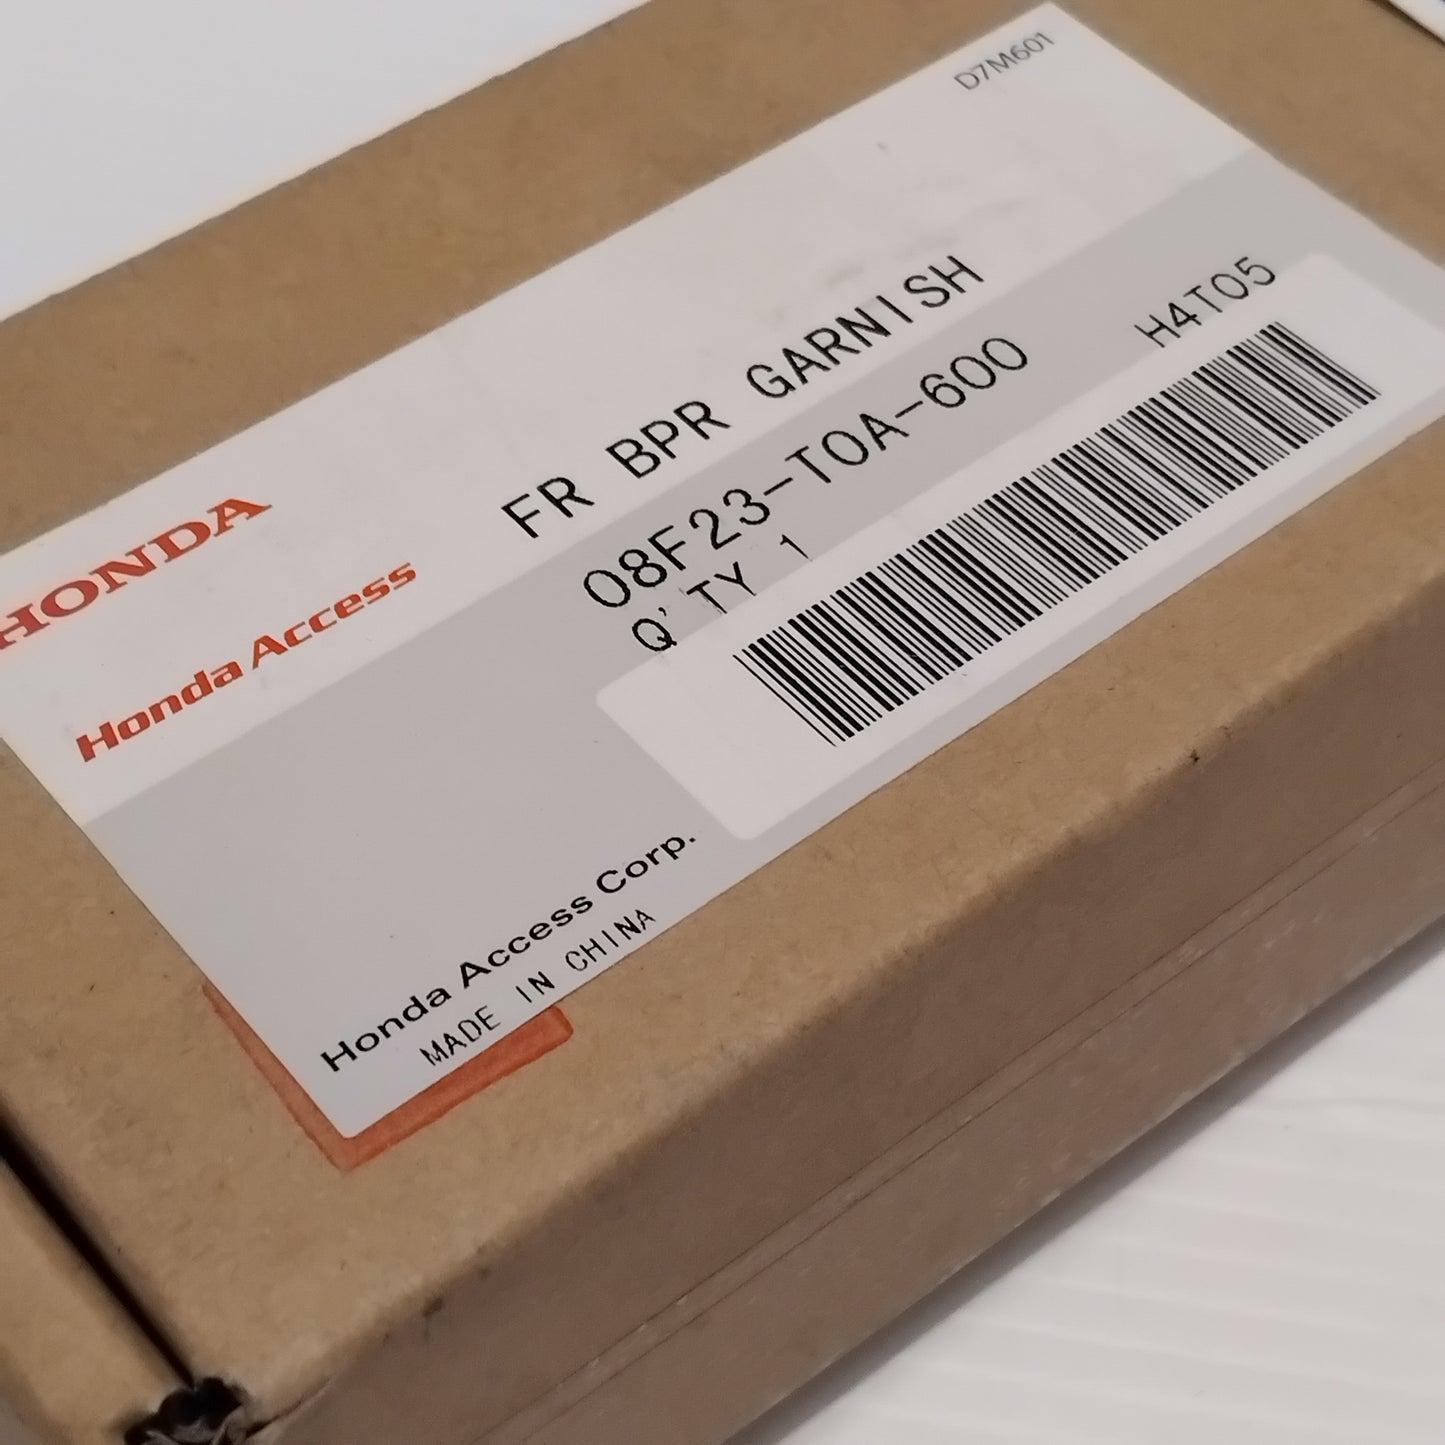 D7M601
HONDA
Honda Access
FR BPR GARNISH
08F23-T0A-600
Q'TY 1
H4T05
Honda Access Corp.
MADE IN CHINA